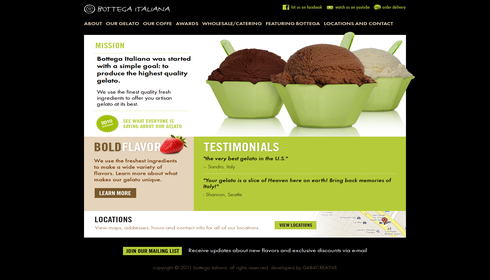 BOTTEGA ITALIANA
list us on facebook
watch us on youtube
order delivery
ABOUT OUR GELATO OUR COFFE AWARDS WHOLESALE/CATERING FEATURING BOTTEGA LOCATIONS AND CONTACT
MISSION
Bottega Italiana was started
with a simple goal: to
produce the highest quality
gelato.
We use the finest quality fresh
ingredients to offer you artisan
gelato at its best.
SEE WHAT EVERYONE IS
SAYING ABOUT OUR GELATO
BOLD FLAVOR
We use the freshest ingredients
to make a wide variety of
flavors. Learn more about what
makes our gelato unique.
LEARN MORE
TESTIMONIALS
"the very best gelato in the U.S."
- Sandro, Italy
"Your gelato is a slice of Heaven here on earth! Bring back memories of
Italy!"
- Shannon, Seattle
LOCATIONS
View maps, addresses, hours and contact info for all of our locations.
VIEW LOCATIONS
JOIN OUR MAILING LIST
Receive updates about new flavors and exclusive discounts via e-mail
copyright © 2011 bottega italiana, all rights reserved. developed by GABACREATIVE